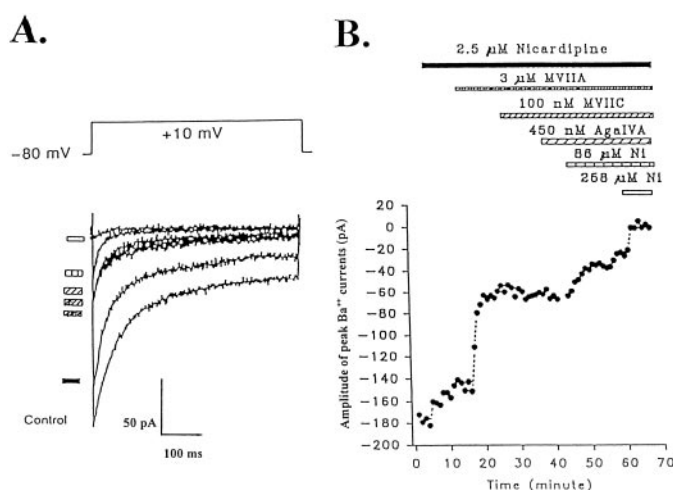 A.
+10 mV
−80 mV
Control
50 pA
100 ms
B.
2.5 µM Nicardipine
3 µM MVIIA
100 nM MVIIC
450 nM AgaIVA
86 µM Ni
258 µM Ni
Amplitude of peak Ba⁺⁺ currents (pA)
20
0
−20
−40
−60
−80
−100
−120
−140
−160
−180
−200
0 10 20 30 40 50 60 70
Time (minute)